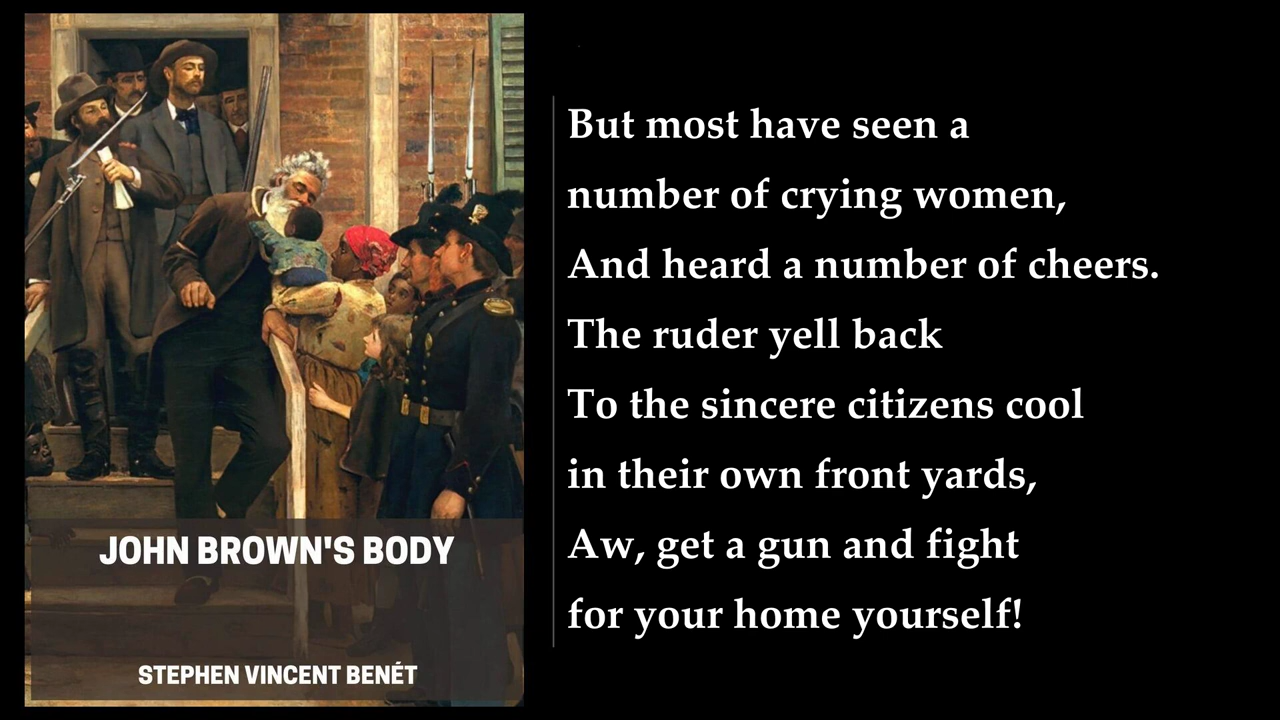 JOHN BROWN'S BODY
STEPHEN VINCENT BENÉT
But most have seen a
number of crying women,
And heard a number of cheers.
The ruder yell back
To the sincere citizens cool
in their own front yards,
Aw, get a gun and fight
for your home yourself!